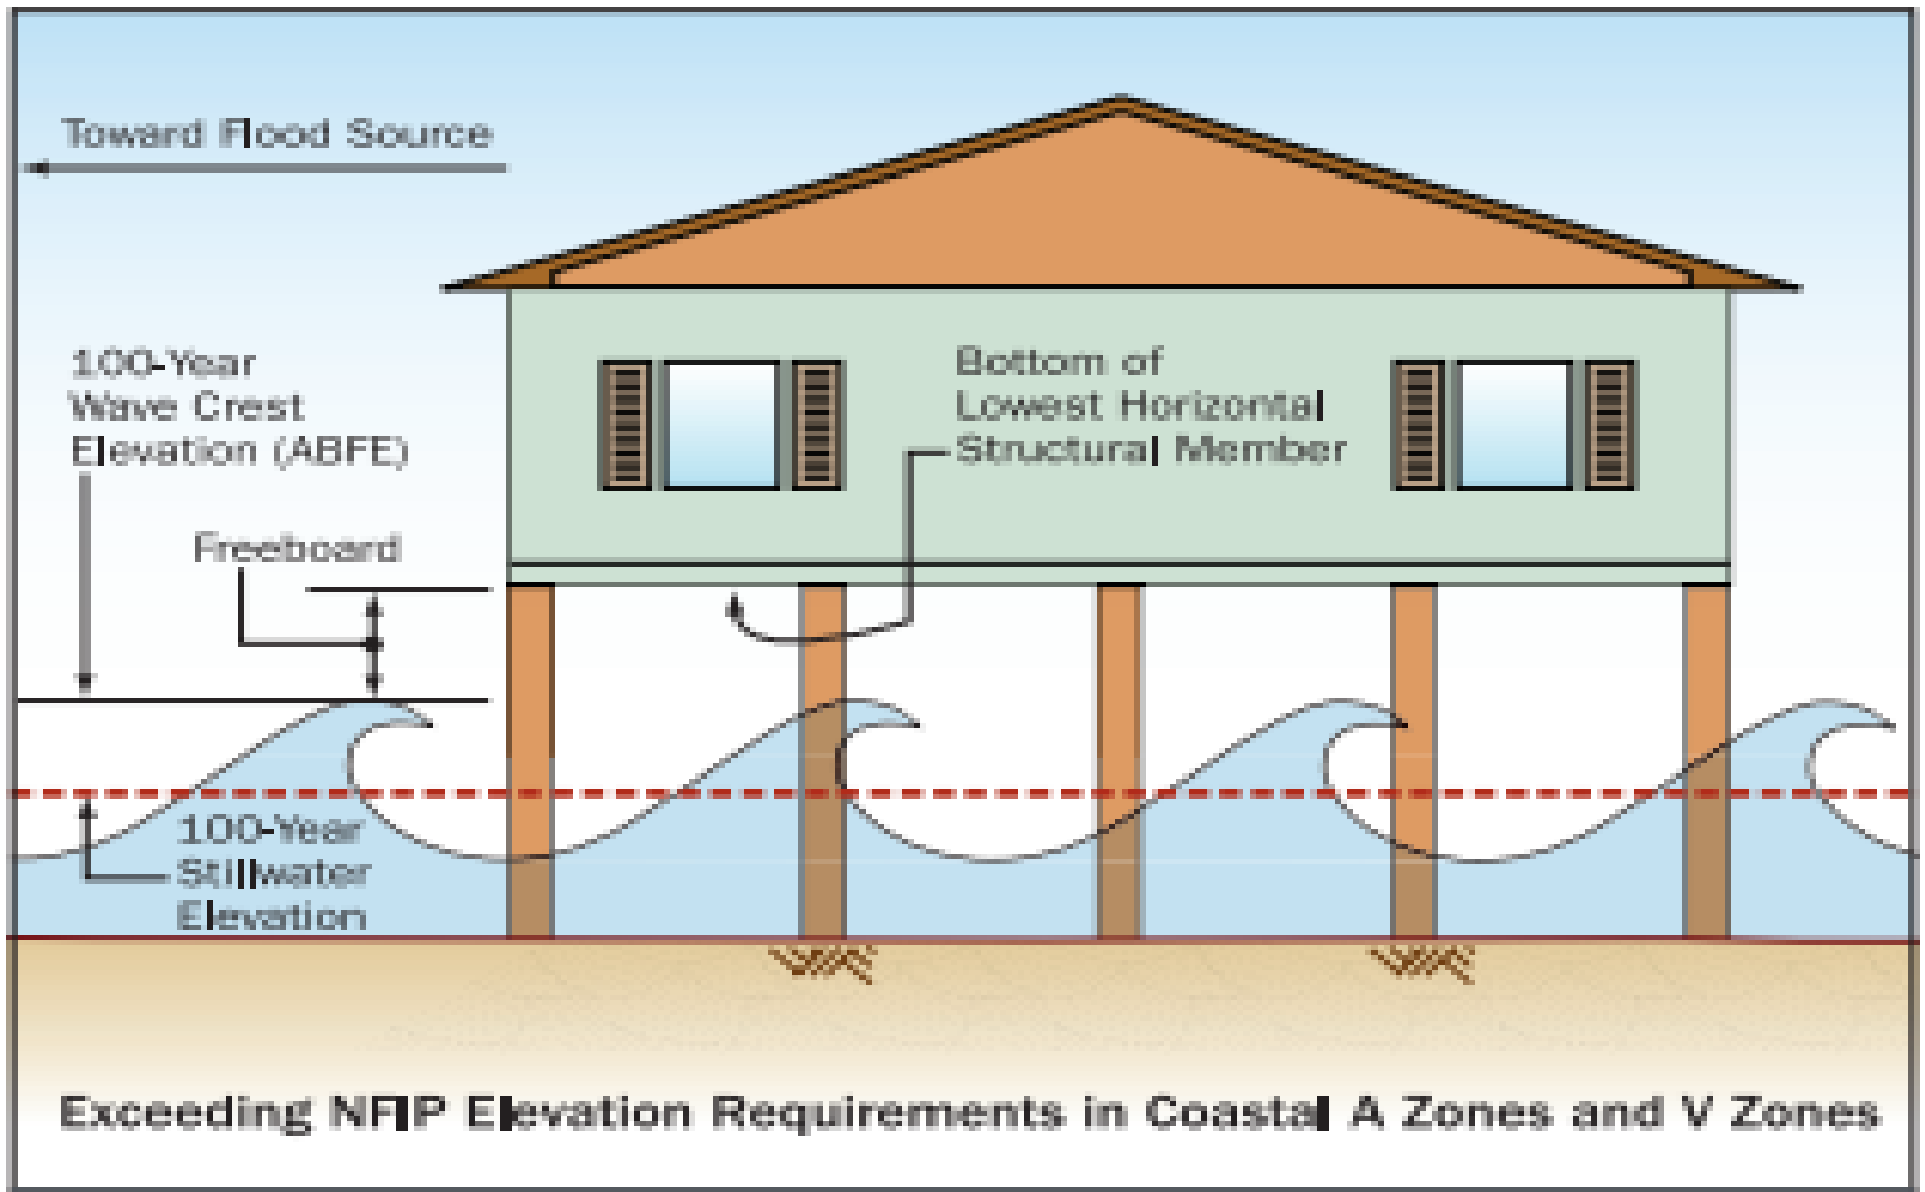 Toward Flood Source
100-Year
Wave Crest
Elevation (ABFE)
Bottom of
Lowest Horizontal
Structural Member
Freeboard
100-Year
Stillwater
Elevation
Exceeding NFIP Elevation Requirements in Coastal A Zones and V Zones